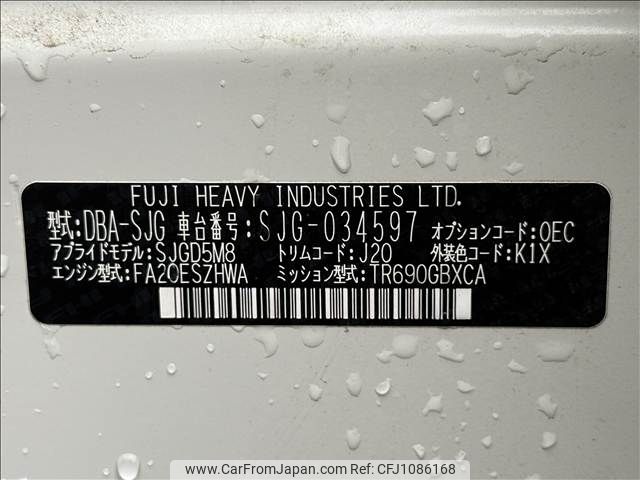 FUJI HEAVY INDUSTRIES LTD.
型式:DBA-SJG 車台番号:SJG-034597 オプションコード:0EC
アプライドモデル:SJGD5M8 トリムコード:J20 外装色コード:K1X
エンジン型式:FA20ESZHWA ミッション型式:TR690GBXCA
www.CarFromJapan.com - Photo ID: CFJ1086168